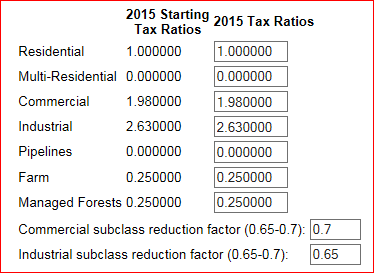 2015 Starting Tax Ratios 2015 Tax Ratios
Residential 1.000000 1.000000
Multi-Residential 0.000000 0.000000
Commercial 1.980000 1.980000
Industrial 2.630000 2.630000
Pipelines 0.000000 0.000000
Farm 0.250000 0.250000
Managed Forests 0.250000 0.250000
Commercial subclass reduction factor (0.65-0.7): 0.7
Industrial subclass reduction factor (0.65-0.7): 0.65